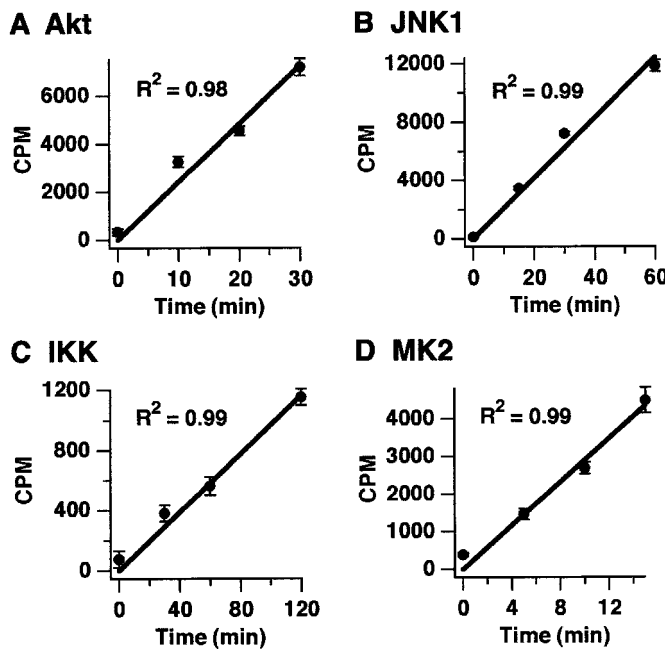 A Akt
R² = 0.98
CPM
6000
4000
2000
0
0 10 20 30
Time (min)
B JNK1
R² = 0.99
CPM
12000
8000
4000
0
0 20 40 60
Time (min)
C IKK
R² = 0.99
CPM
1200
800
400
0
0 40 80 120
Time (min)
D MK2
R² = 0.99
CPM
4000
3000
2000
1000
0
0 4 8 12
Time (min)